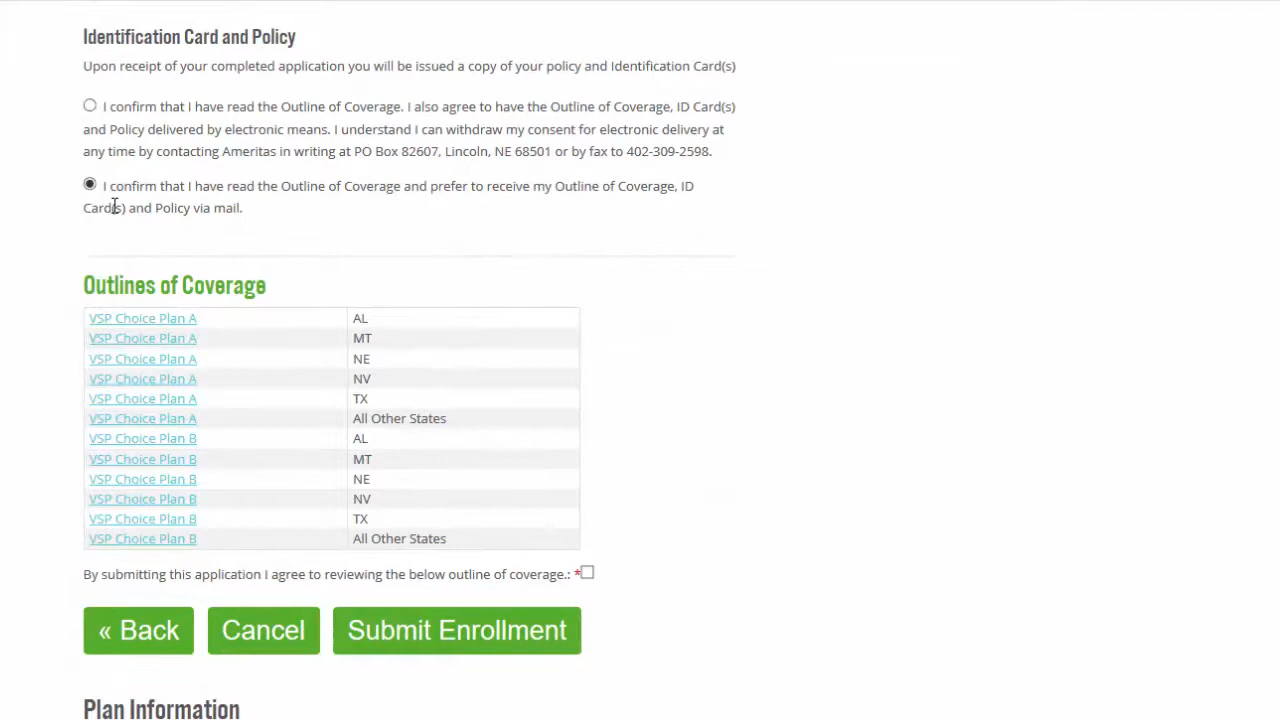 Identification Card and Policy
Upon receipt of your completed application you will be issued a copy of your policy and Identification Card(s)
I confirm that I have read the Outline of Coverage. I also agree to have the Outline of Coverage, ID Card(s)
and Policy delivered by electronic means. I understand I can withdraw my consent for electronic delivery at
any time by contacting Ameritas in writing at PO Box 82607, Lincoln, NE 68501 or by fax to 402-309-2598.
I confirm that I have read the Outline of Coverage and prefer to receive my Outline of Coverage, ID
Card(s) and Policy via mail.
Outlines of Coverage
VSP Choice Plan A AL
VSP Choice Plan A MT
VSP Choice Plan A NE
VSP Choice Plan A NV
VSP Choice Plan A TX
VSP Choice Plan A All Other States
VSP Choice Plan B AL
VSP Choice Plan B MT
VSP Choice Plan B NE
VSP Choice Plan B NV
VSP Choice Plan B TX
VSP Choice Plan B All Other States
By submitting this application I agree to reviewing the below outline of coverage.: *
« Back Cancel Submit Enrollment
Plan Information